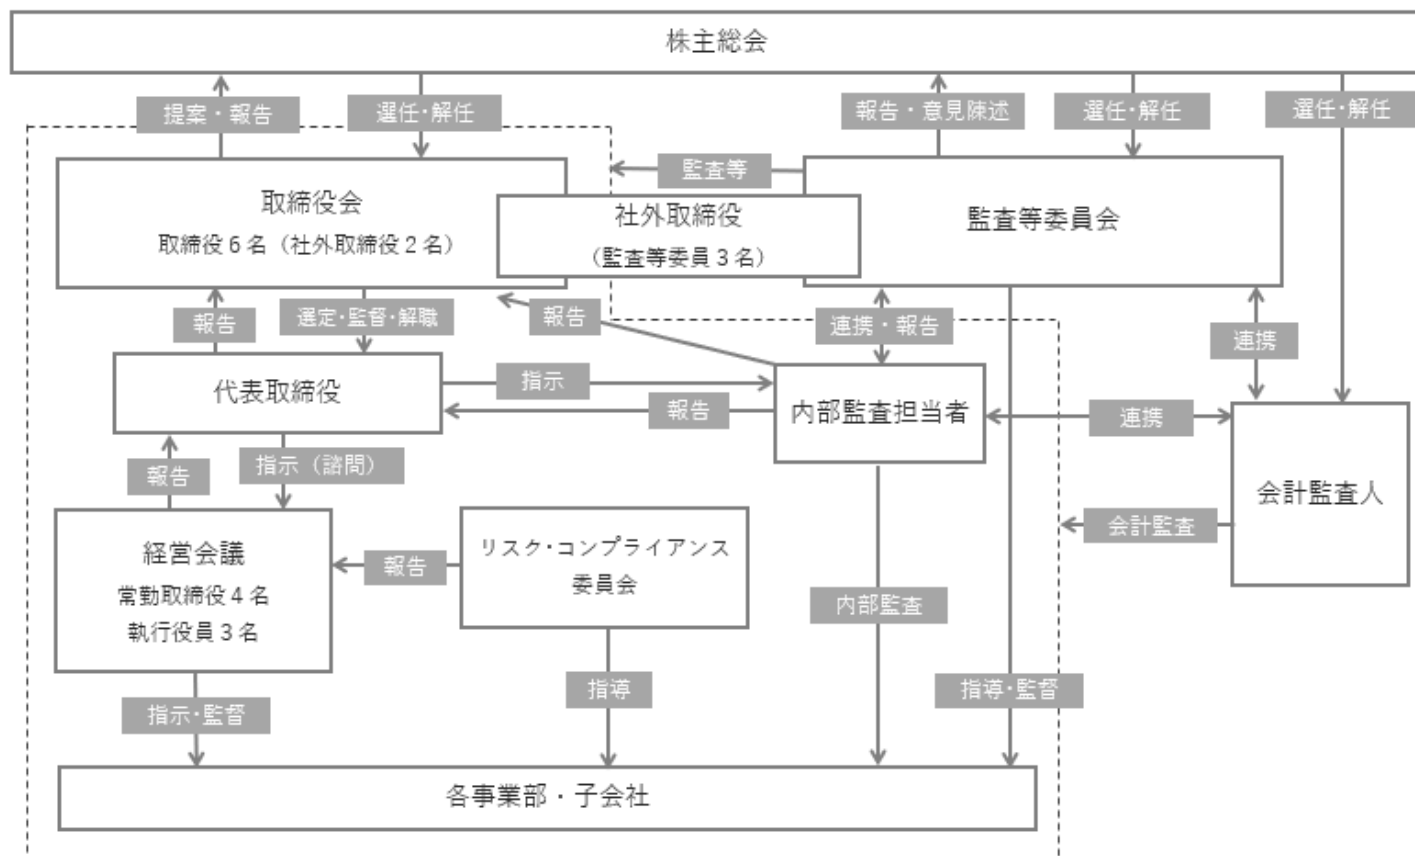 株主総会
提案・報告
選任･解任
報告・意見陳述
選任･解任
選任･解任
監査等
取締役会
取締役6名（社外取締役2名）
社外取締役
（監査等委員3名）
監査等委員会
報告
選定･監督･解職
報告
連携・報告
連携
代表取締役
指示
報告
内部監査担当者
連携
報告
指示（諮問）
会計監査人
会計監査
経営会議
常勤取締役4名
執行役員3名
報告
リスク･コンプライアンス
委員会
内部監査
指示･監督
指導
指導･監督
各事業部・子会社